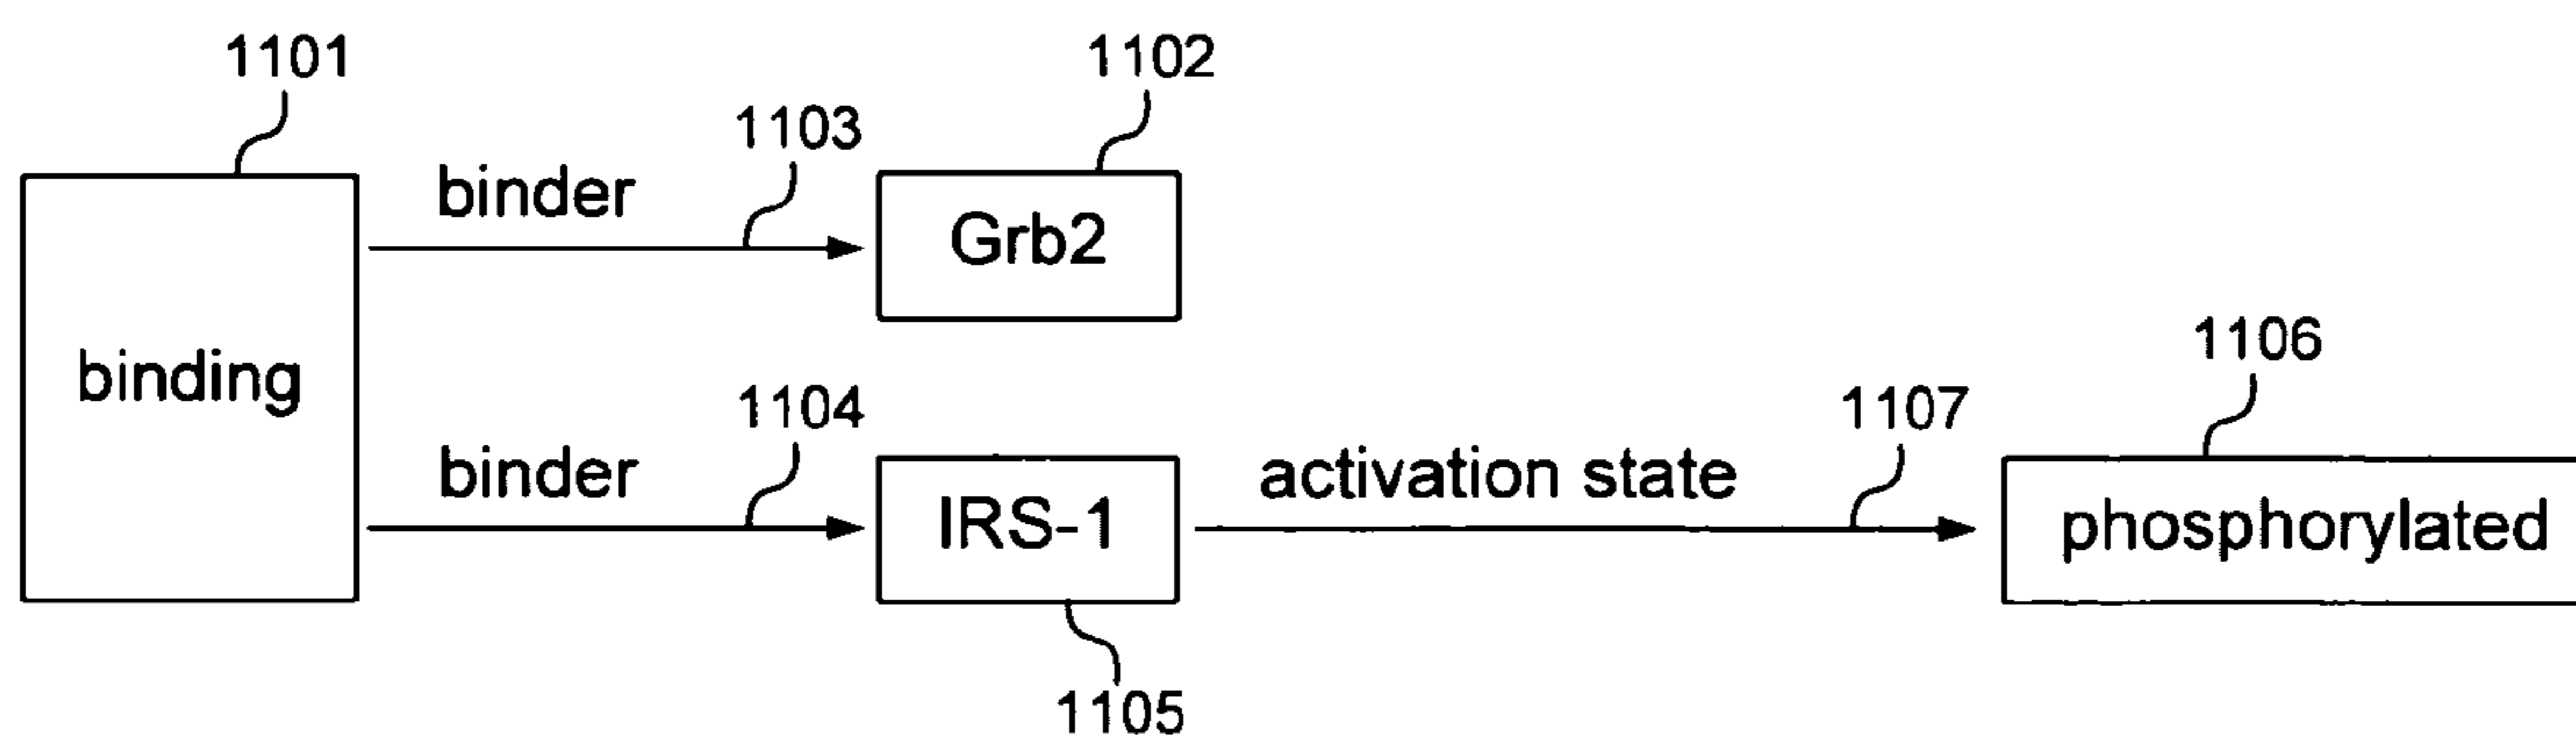 1101
1102
1103
binder
Grb2
binding
1106
1104
1107
binder
IRS-1
activation state
phosphorylated
1105